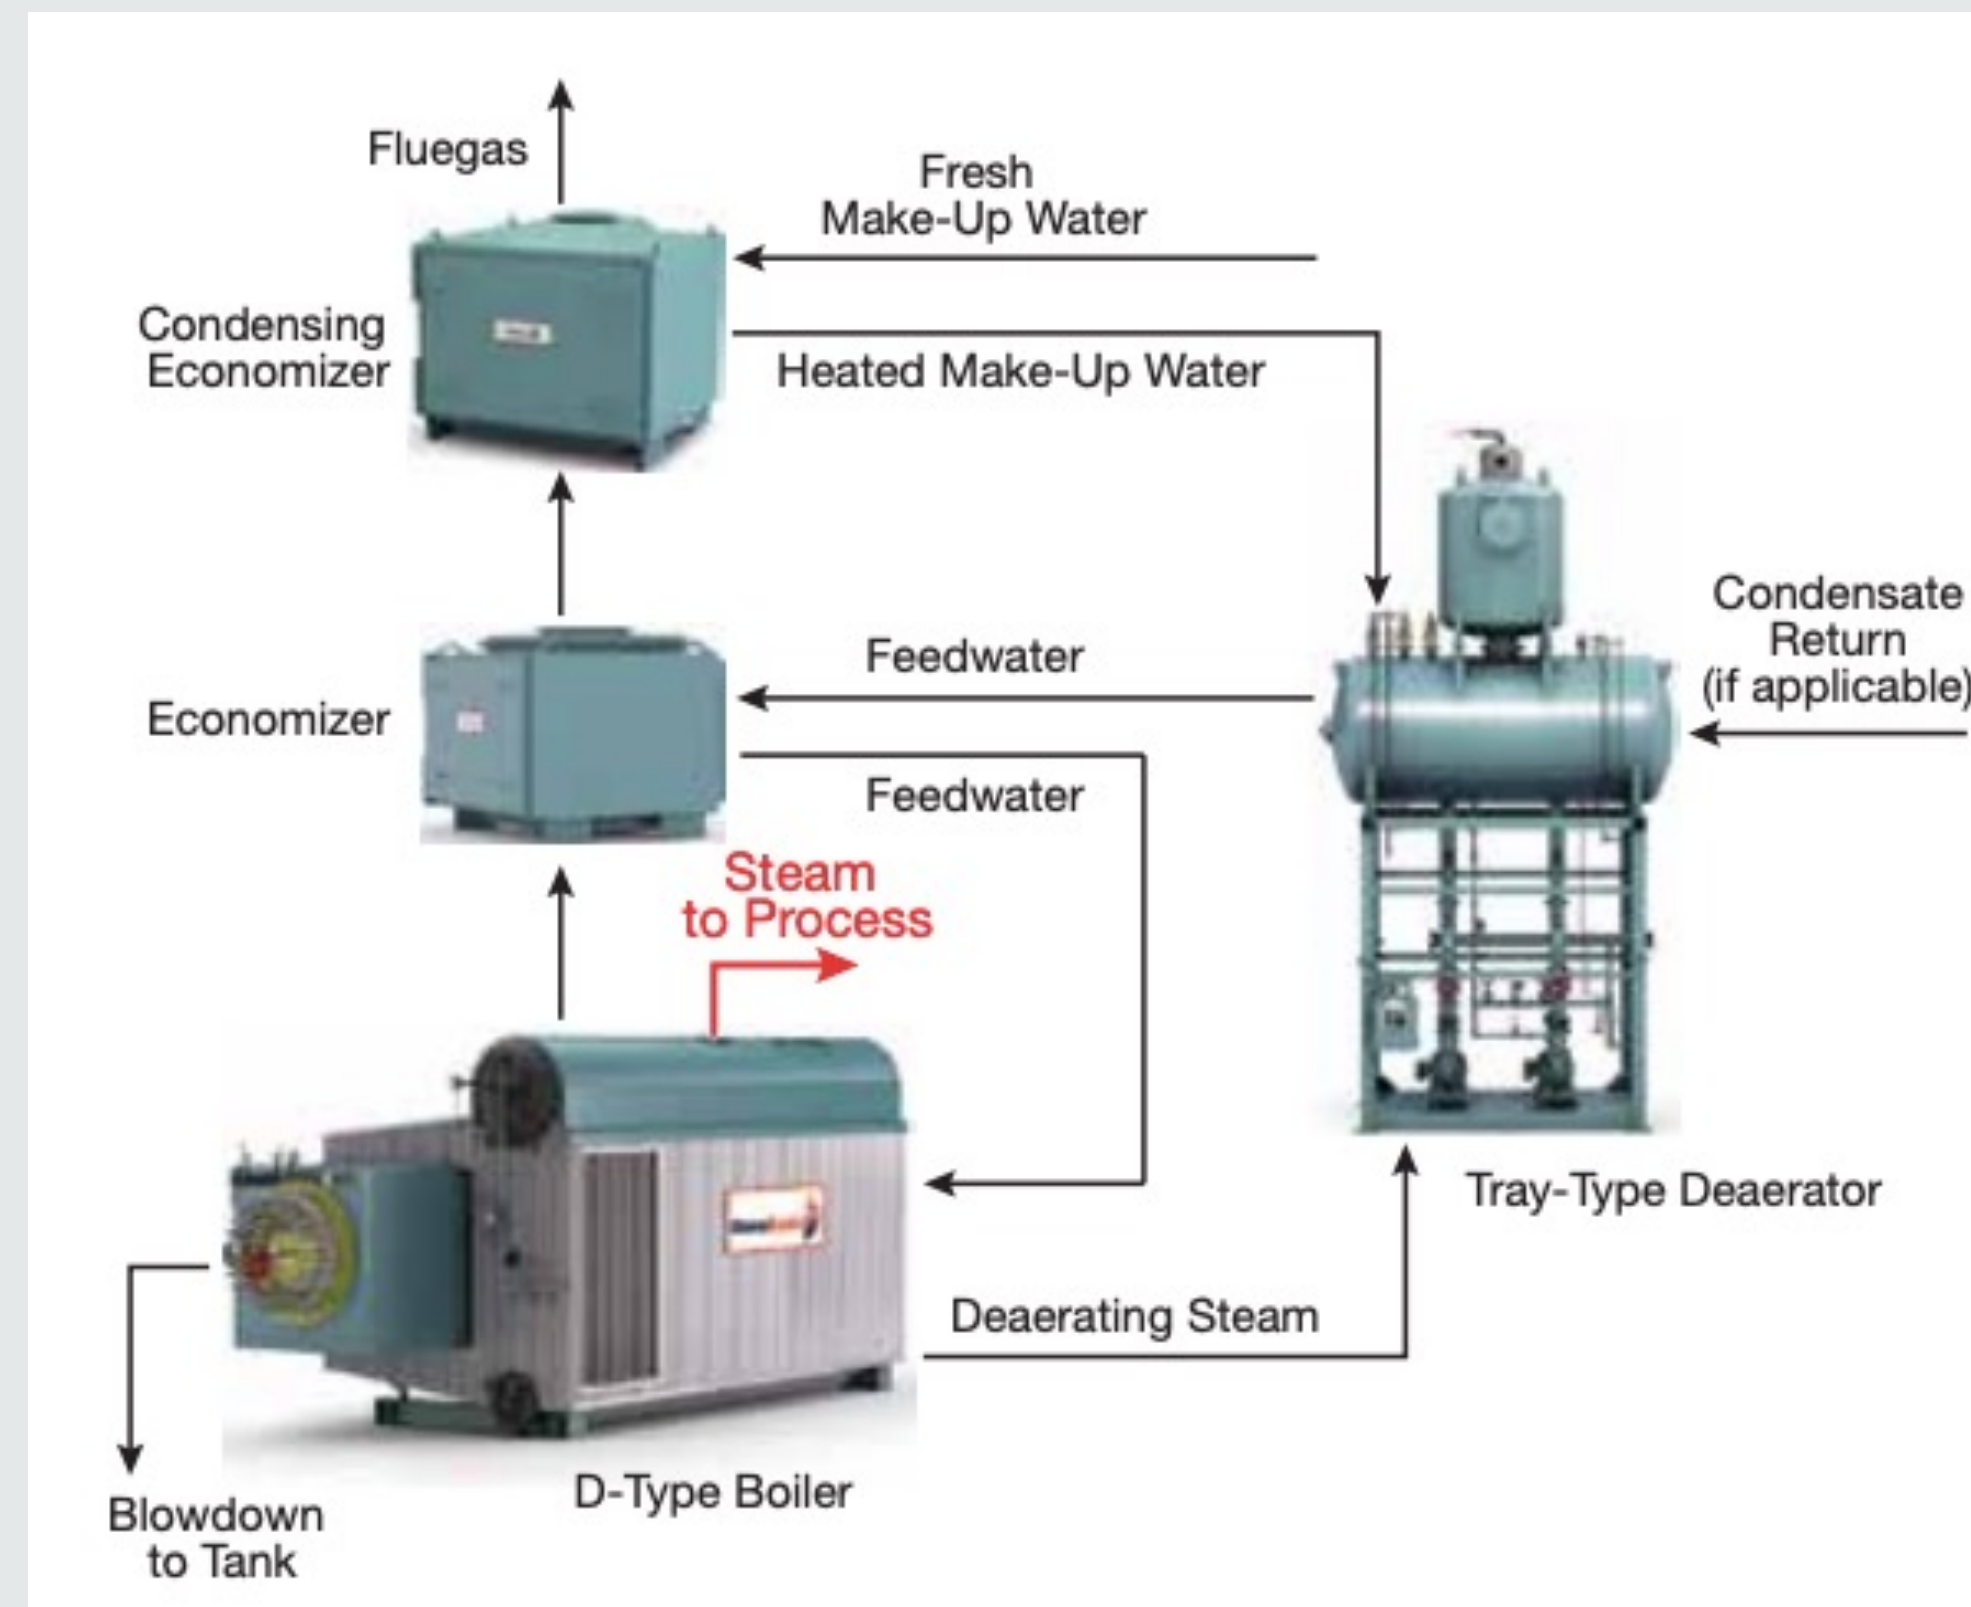 Fluegas
Fresh
Make-Up Water
Condensing
Economizer
Heated Make-Up Water
Condensate
Return
(if applicable)
Feedwater
Economizer
Feedwater
Steam
to Process
Tray-Type Deaerator
Deaerating Steam
D-Type Boiler
Blowdown
to Tank